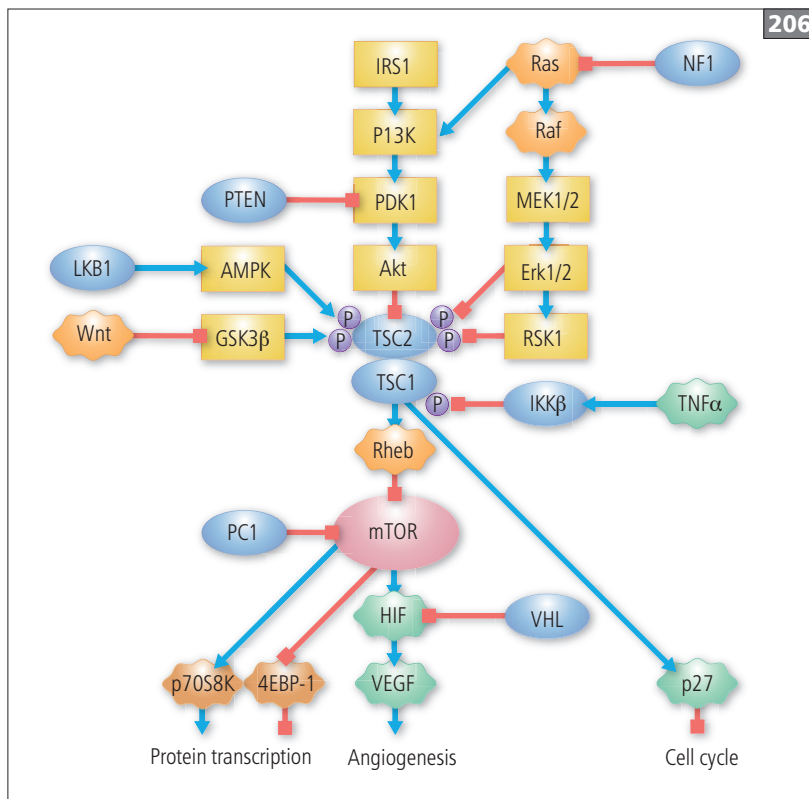 206
IRS1
Ras
NF1
P13K
Raf
PTEN
PDK1
MEK1/2
LKB1
AMPK
Akt
Erk1/2
P
P
Wnt
GSK3β
P
TSC2
P
RSK1
TSC1
P
IKKβ
TNFα
Rheb
PC1
mTOR
HIF
VHL
p70S8K
4EBP-1
VEGF
p27
Protein transcription
Angiogenesis
Cell cycle